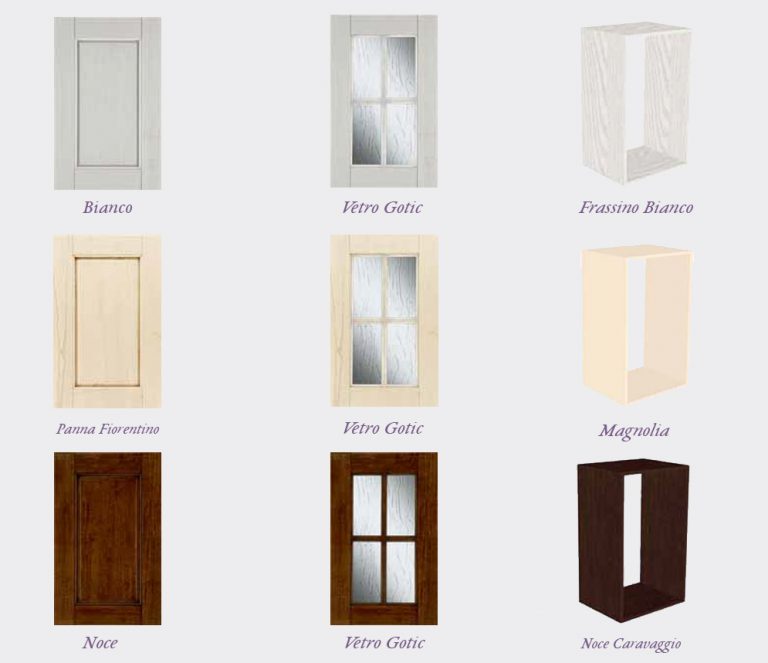 Bianco
Vetro Gotic
Frassino Bianco
Panna Fiorentino
Vetro Gotic
Magnolia
Noce
Vetro Gotic
Noce Caravaggio